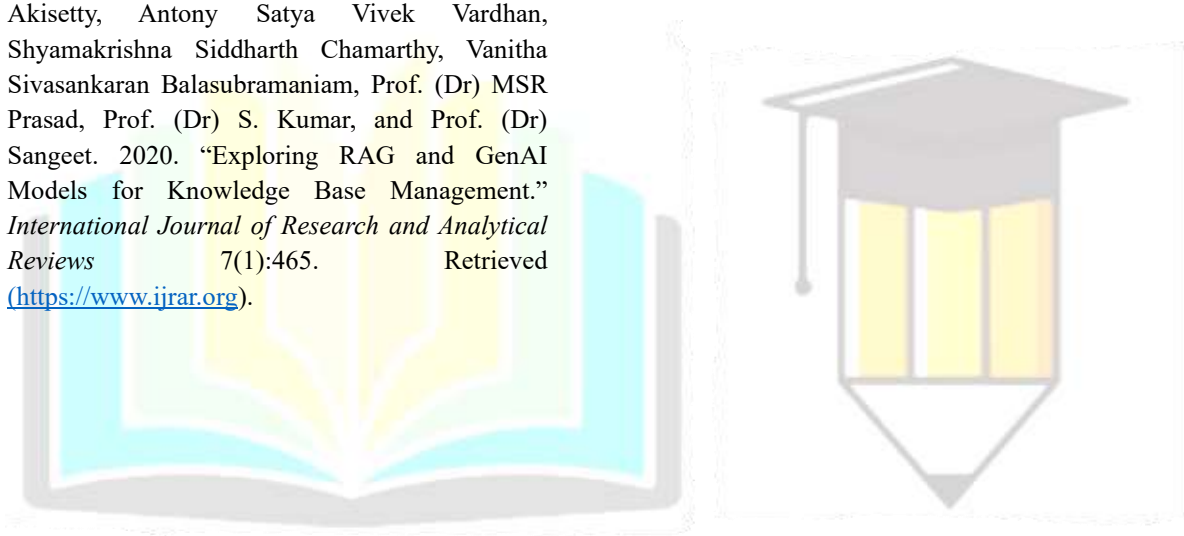 Akisetty, Antony Satya Vivek Vardhan,
Shyamakrishna Siddharth Chamarthy, Vanitha
Sivasankaran Balasubramaniam, Prof. (Dr) MSR
Prasad, Prof. (Dr) S. Kumar, and Prof. (Dr)
Sangeet. 2020. “Exploring RAG and GenAI
Models for Knowledge Base Management.”
International Journal of Research and Analytical
Reviews 7(1):465. Retrieved
(https://www.ijrar.org).